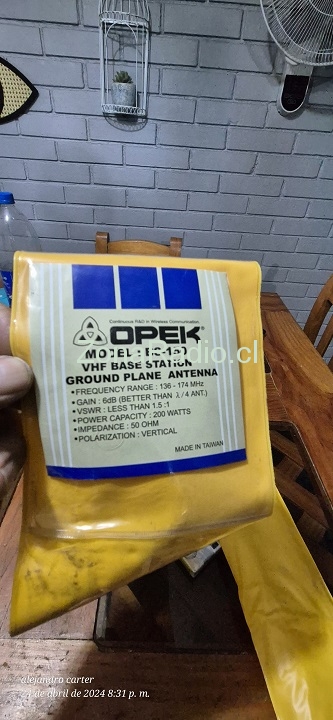 Continuous R&D in Wireless Communication.
OPEK
MODEL:
VHF BASE STATION
GROUND PLANE ANTENNA
• FREQUENCY RANGE : 136 - 174 MHz
• GAIN : 6dB (BETTER THAN λ / 4 ANT.)
• VSWR : LESS THAN 1.5 :1
• POWER CAPACITY : 200 WATTS
• IMPEDANCE : 50 OHM
• POLARIZATION : VERTICAL
MADE IN TAIWAN
alejandro carter
de abril de 2024 8:31 p. m.